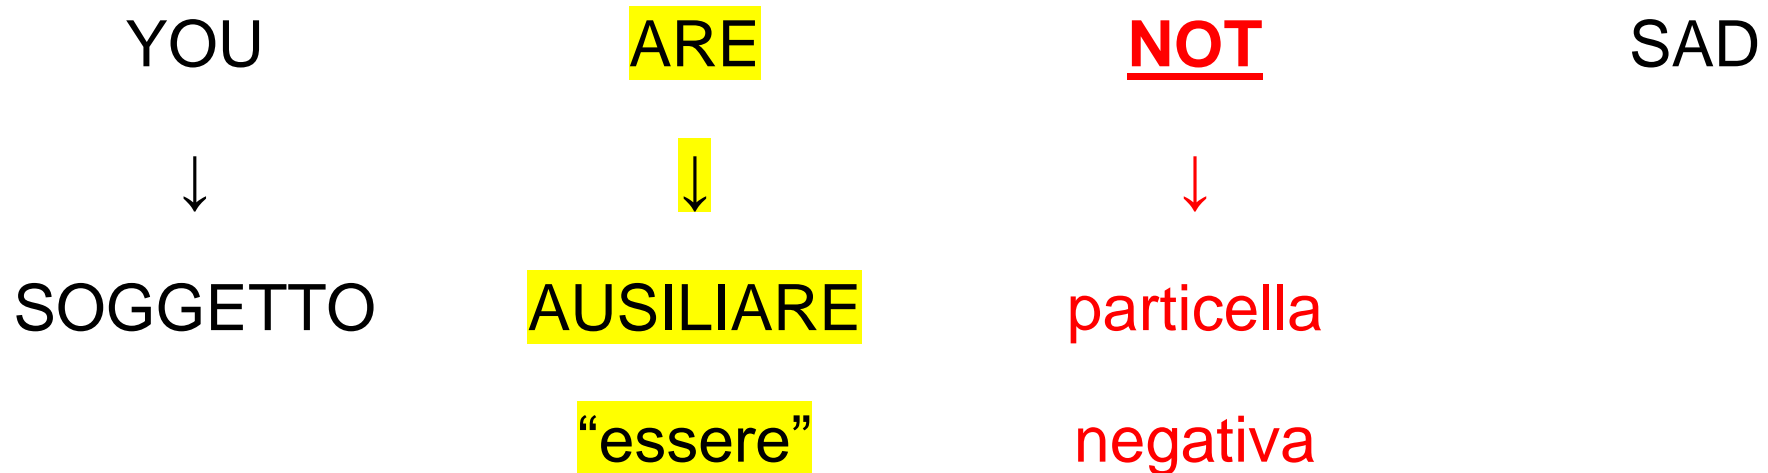 YOU ARE NOT SAD
↓ ↓ ↓
SOGGETTO AUSILIARE particella
“essere” negativa